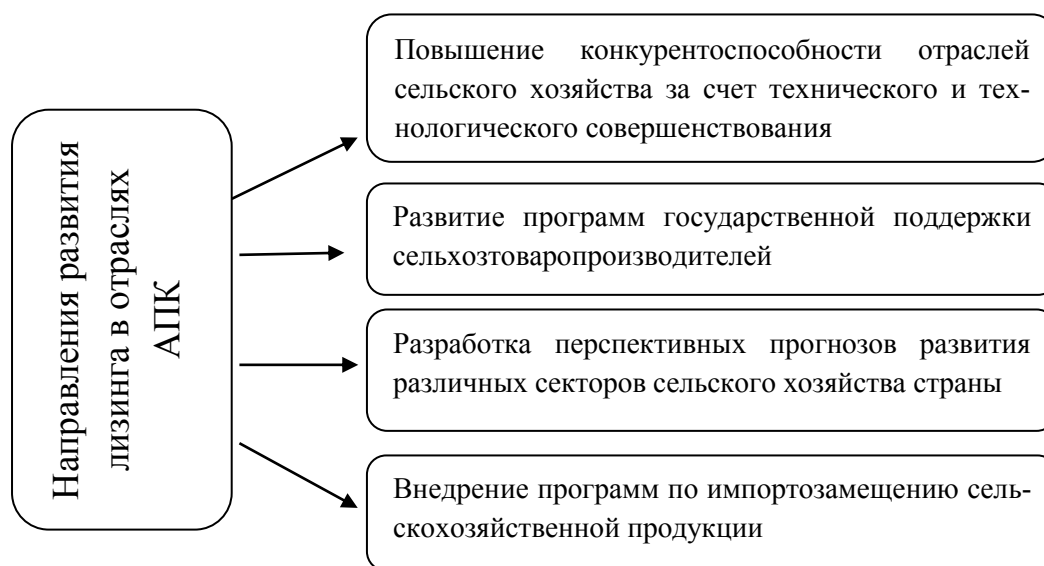 Направления развития
лизинга в отраслях
АПК
Повышение конкурентоспособности отраслей
сельского хозяйства за счет технического и тех-
нологического совершенствования
Развитие программ государственной поддержки
сельхозтоваропроизводителей
Разработка перспективных прогнозов развития
различных секторов сельского хозяйства страны
Внедрение программ по импортозамещению сель-
скохозяйственной продукции